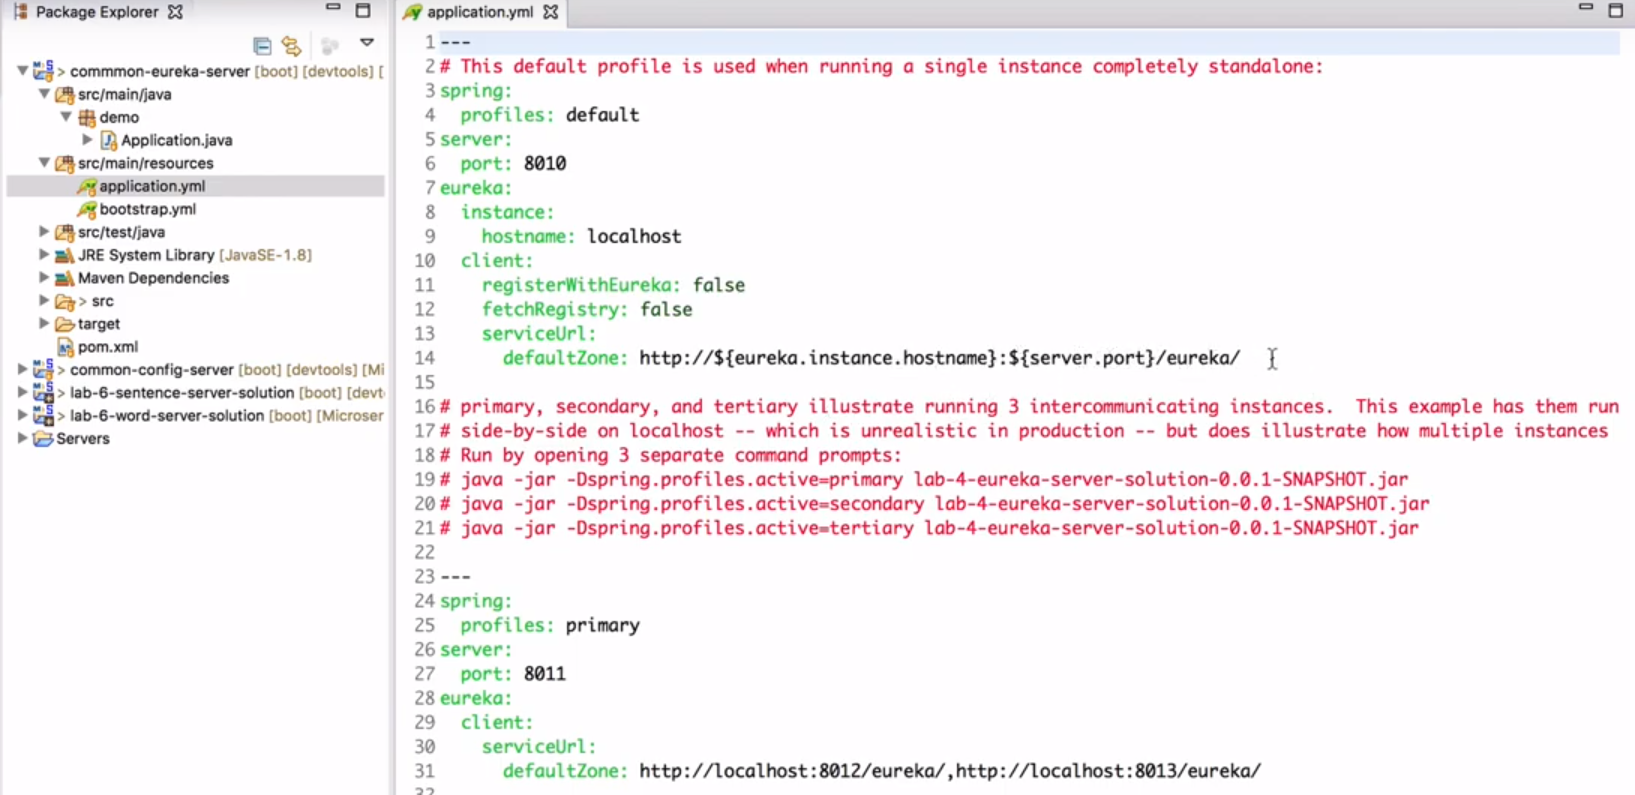 Package Explorer
commmon-eureka-server [boot] [devtools] [
src/main/java
demo
Application.java
src/main/resources
application.yml
bootstrap.yml
src/test/java
JRE System Library [JavaSE-1.8]
Maven Dependencies
> src
target
pom.xml
> common-config-server [boot] [devtools] [Mi
> lab-6-sentence-server-solution [boot] [devt
> lab-6-word-server-solution [boot] [Microser
Servers
application.yml
1 ---
2 # This default profile is used when running a single instance completely standalone:
3 spring:
4 profiles: default
5 server:
6 port: 8010
7 eureka:
8 instance:
9 hostname: localhost
10 client:
11 registerWithEureka: false
12 fetchRegistry: false
13 serviceUrl:
14 defaultZone: http://${eureka.instance.hostname}:${server.port}/eureka/
15
16 # primary, secondary, and tertiary illustrate running 3 intercommunicating instances.  This example has them run
17 # side-by-side on localhost -- which is unrealistic in production -- but does illustrate how multiple instances
18 # Run by opening 3 separate command prompts:
19 # java -jar -Dspring.profiles.active=primary lab-4-eureka-server-solution-0.0.1-SNAPSHOT.jar
20 # java -jar -Dspring.profiles.active=secondary lab-4-eureka-server-solution-0.0.1-SNAPSHOT.jar
21 # java -jar -Dspring.profiles.active=tertiary lab-4-eureka-server-solution-0.0.1-SNAPSHOT.jar
22
23 ---
24 spring:
25 profiles: primary
26 server:
27 port: 8011
28 eureka:
29 client:
30 serviceUrl:
31 defaultZone: http://localhost:8012/eureka/,http://localhost:8013/eureka/